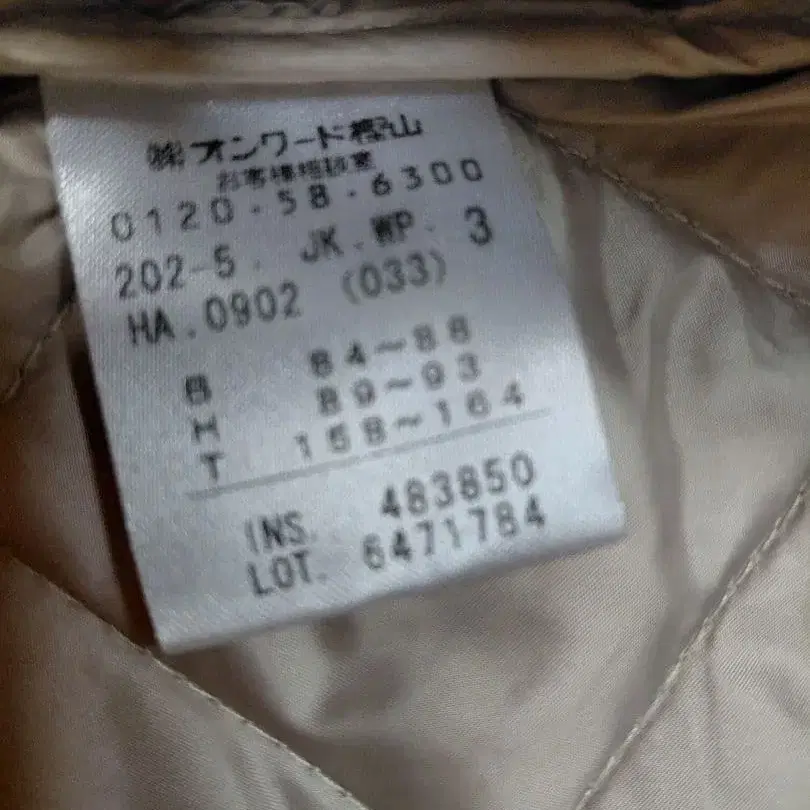 ㈱オンワード樫山
お客様相談室
0120-58-6300
202-5. JK.WP. 3
HA.0902 (033)
B 84~88
H 89~93
T 158~164
INS. 483850
LOT. 6471784